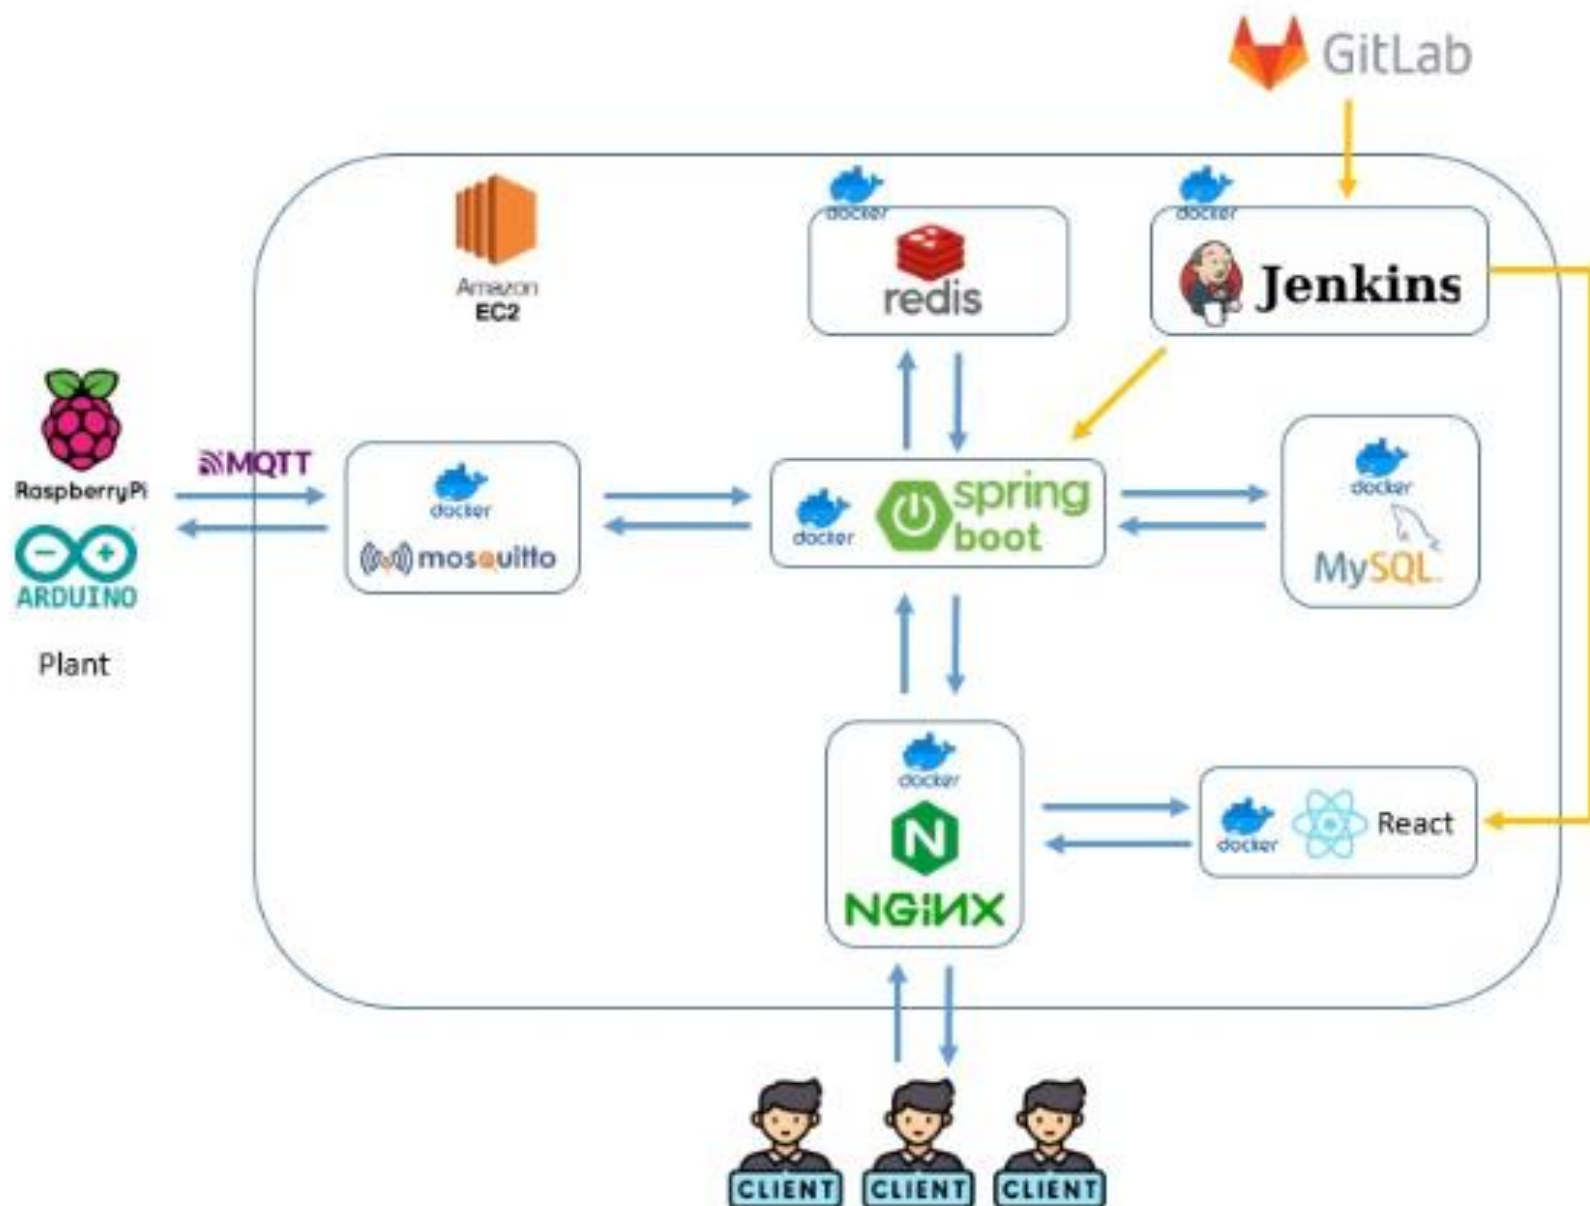 GitLab
docker
docker
Amazon
EC2
redis
Jenkins
RaspberryPi
MQTT
docker
mosquitto
docker
spring
boot
docker
MySQL
ARDUINO
Plant
docker
NGINX
docker
React
CLIENT
CLIENT
CLIENT